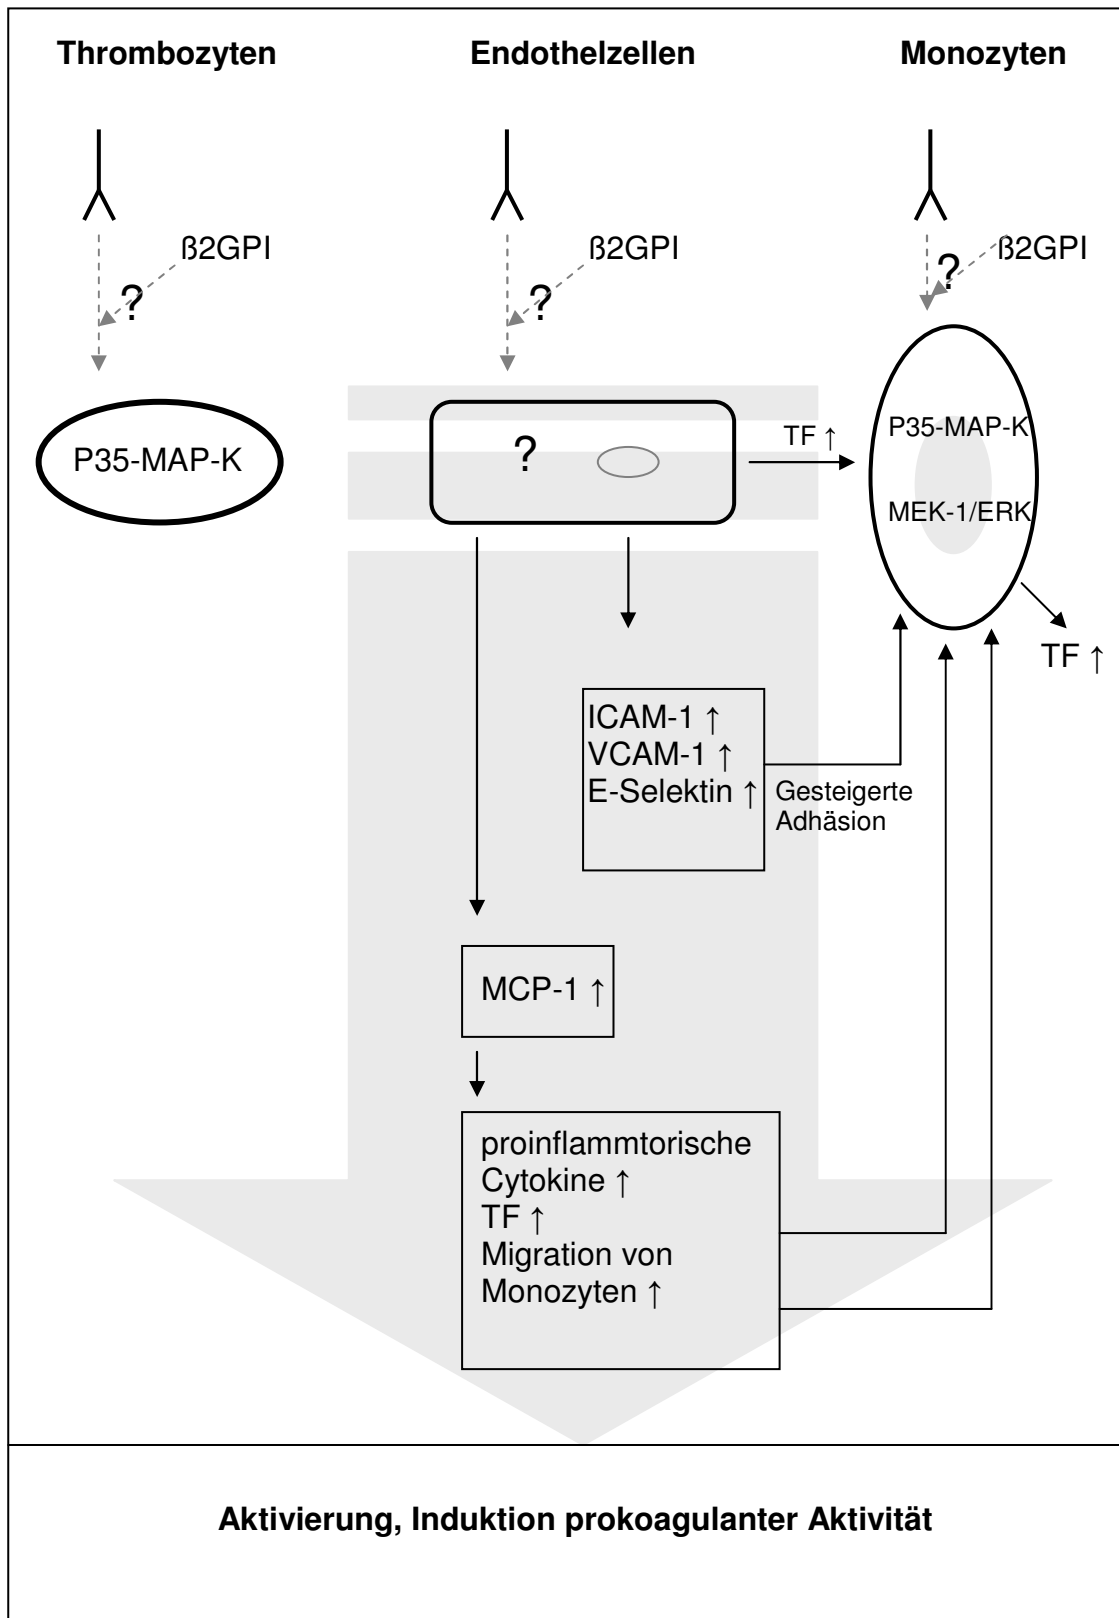 Thrombozyten
Endothelzellen
Monozyten
ß2GPI
?
ß2GPI
?
ß2GPI
?
P35-MAP-K
?
TF ↑
P35-MAP-K
MEK-1/ERK
TF ↑
ICAM-1 ↑
VCAM-1 ↑
E-Selektin ↑
Gesteigerte
Adhäsion
MCP-1 ↑
proinflammtorische
Cytokine ↑
TF ↑
Migration von
Monozyten ↑
Aktivierung, Induktion prokoagulanter Aktivität